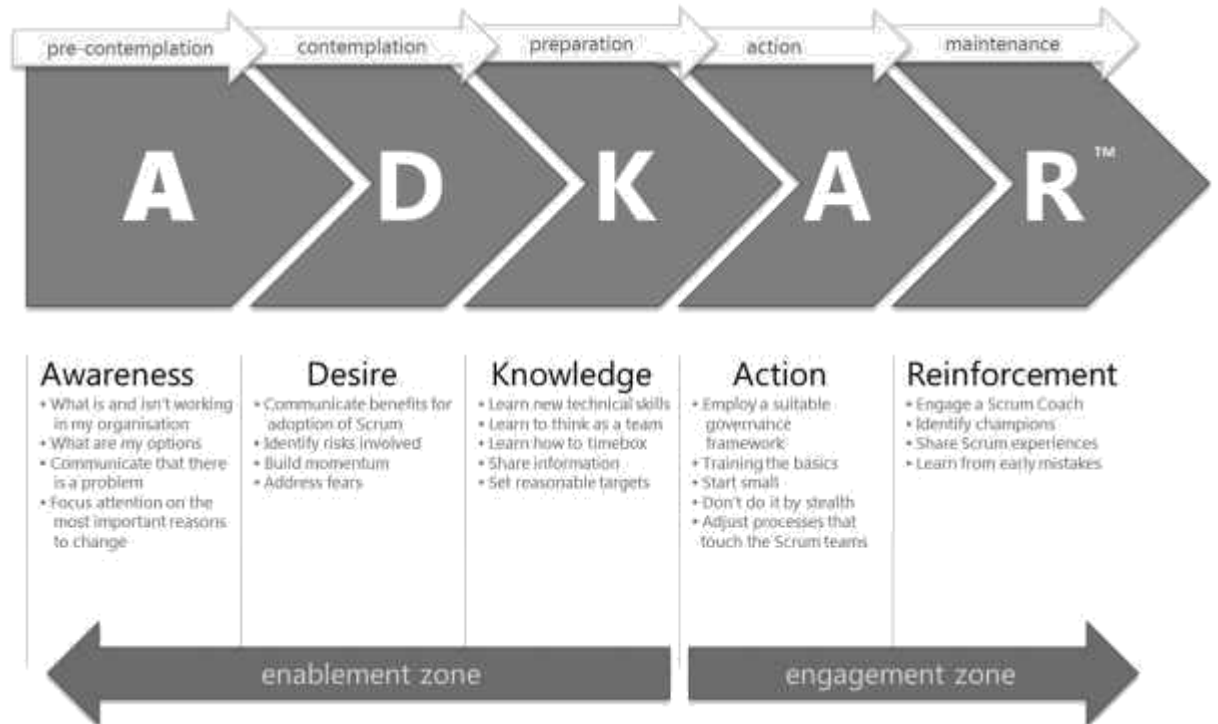 pre-contemplation
contemplation
preparation
action
maintenance
A
D
K
A
R™
Awareness
• What is and isn't working
in my organisation
• What are my options
• Communicate that there
is a problem
• Focus attention on the
most important reasons
to change
Desire
• Communicate benefits for
adoption of Scrum
• Identify risks involved
• Build momentum
• Address fears
Knowledge
• Learn new technical skills
• Learn to think as a team
• Learn how to timebox
• Share information
• Set reasonable targets
Action
• Employ a suitable
governance
framework
• Training the basics
• Start small
• Don't do it by stealth
• Adjust processes that
touch the Scrum teams
Reinforcement
• Engage a Scrum Coach
• Identify champions
• Share Scrum experiences
• Learn from early mistakes
enablement zone
engagement zone